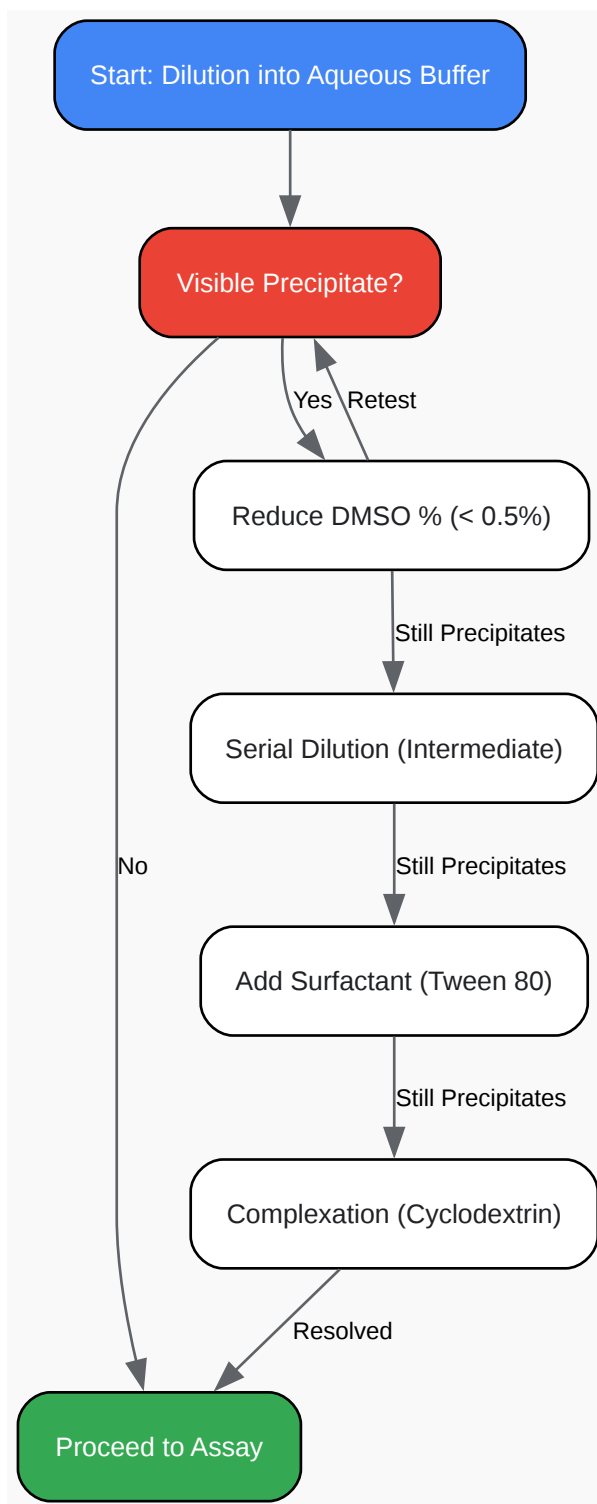 Start: Dilution into Aqueous Buffer
Visible Precipitate?
Yes
Retest
Reduce DMSO % (< 0.5%)
Still Precipitates
Serial Dilution (Intermediate)
No
Still Precipitates
Add Surfactant (Tween 80)
Still Precipitates
Complexation (Cyclodextrin)
Resolved
Proceed to Assay